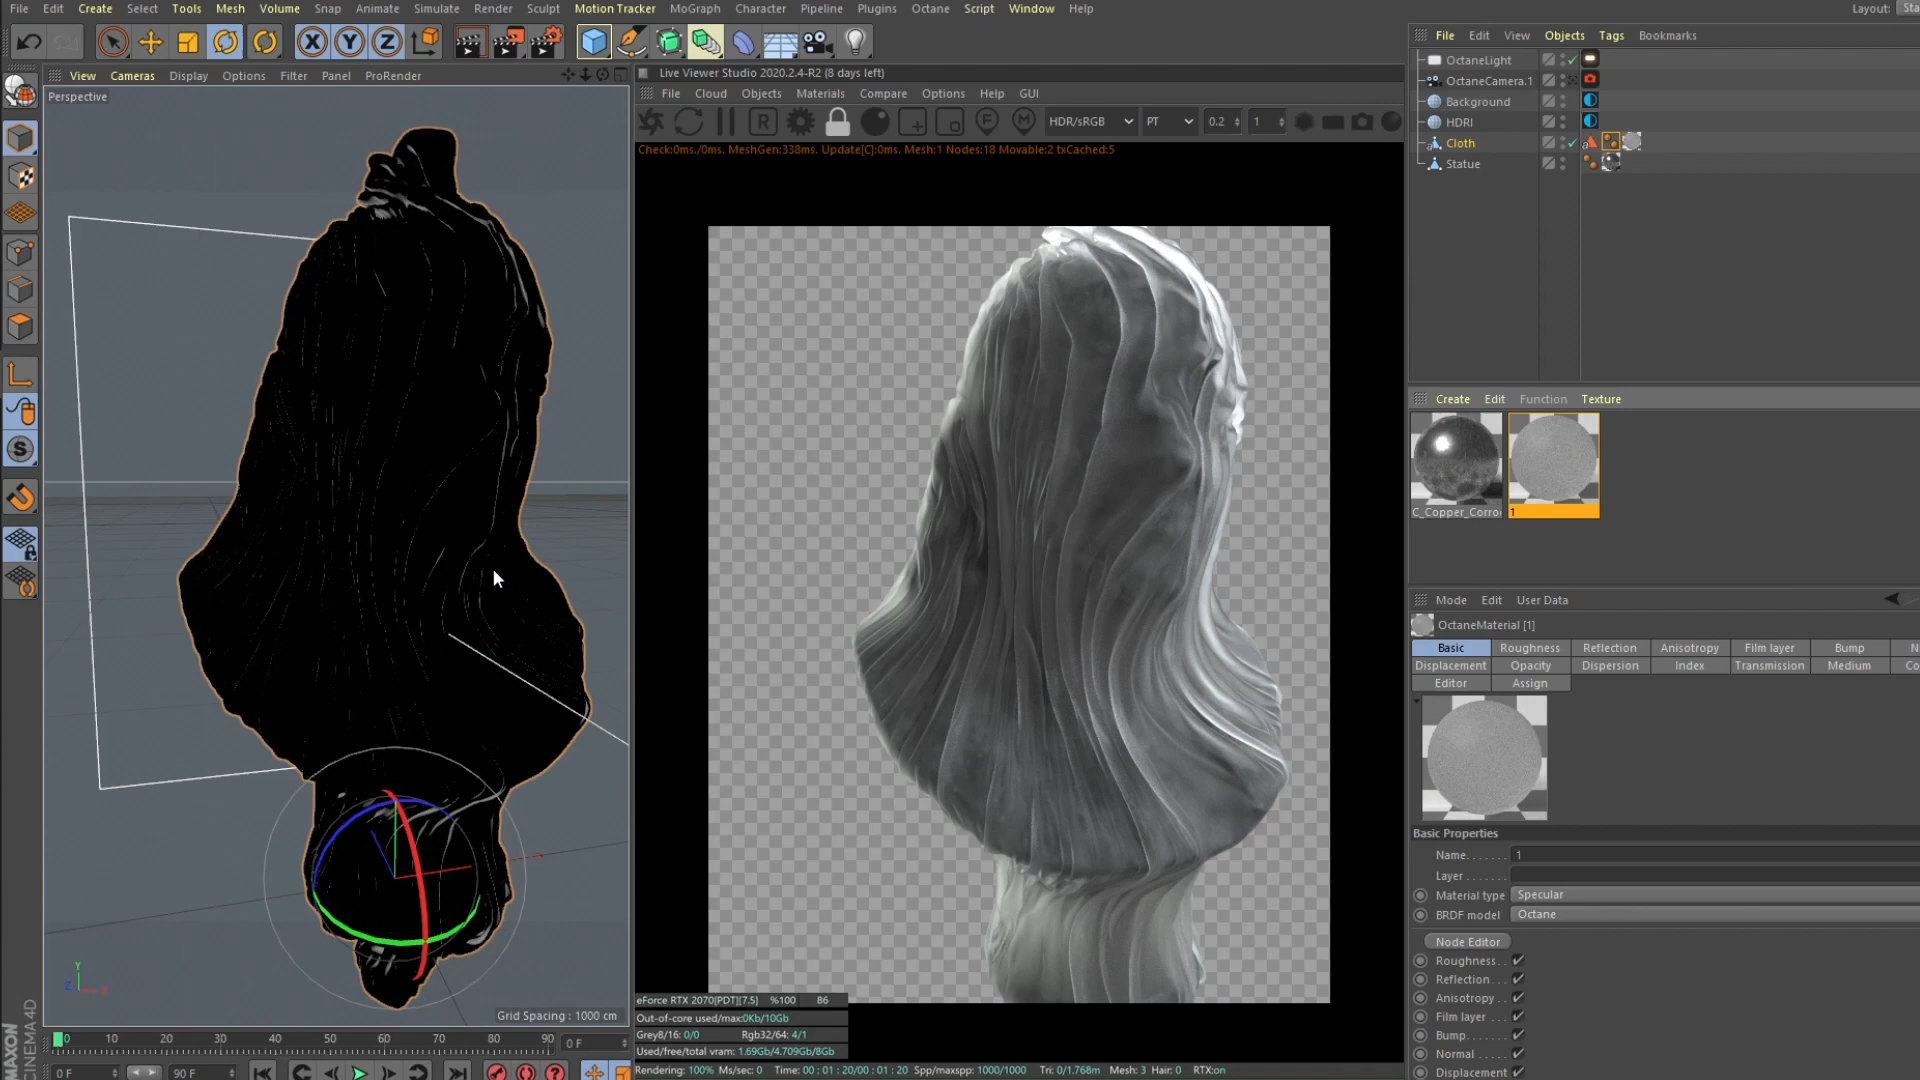 File Edit Create Select Tools Mesh Volume Snap Animate Simulate Render Sculpt Motion Tracker MoGraph Character Pipeline Plugins Octane Script Window Help Layout:
View Cameras Display Options Filter Panel ProRender
Perspective
Grid Spacing : 1000 cm
Y
Z
X
Y
Z
0 10 20 30 40 50 60 70 80 90 0 F
0 F 90 F
MAXON
CINEMA 4D
Live Viewer Studio 2020.2.4-R2 (8 days left)
File Cloud Objects Materials Compare Options Help GUI
R F M HDR/sRGB PT 0.2 1
Check:0ms./0ms. MeshGen:338ms. Update[C]:0ms. Mesh:1 Nodes:18 Movable:2 txCached:5
eForce RTX 2070[PDT][7.5] %100 86
Out-of-core used/max:0Kb/10Gb
Grey8/16: 0/0 Rgb32/64: 4/1
Used/free/total vram: 1.69Gb/4.709Gb/8Gb
Rendering: 100% Ms/sec: 0 Time: 00 : 01 : 20/00 : 01 : 20 Spp/maxspp: 1000/1000 Tri: 0/1.768m Mesh: 3 Hair: 0 RTX:on
File Edit View Objects Tags Bookmarks
OctaneLight
OctaneCamera.1
Background
HDRI
Cloth
Statue
Create Edit Function Texture
C_Copper_Corro 1
Mode Edit User Data
OctaneMaterial [1]
Basic Roughness Reflection Anisotropy Film layer Bump
Displacement Opacity Dispersion Index Transmission Medium
Editor Assign
Basic Properties
Name 1
Layer
Material type Specular
BRDF model Octane
Node Editor
Roughness
Reflection
Anisotropy
Film layer
Bump
Normal
Displacement